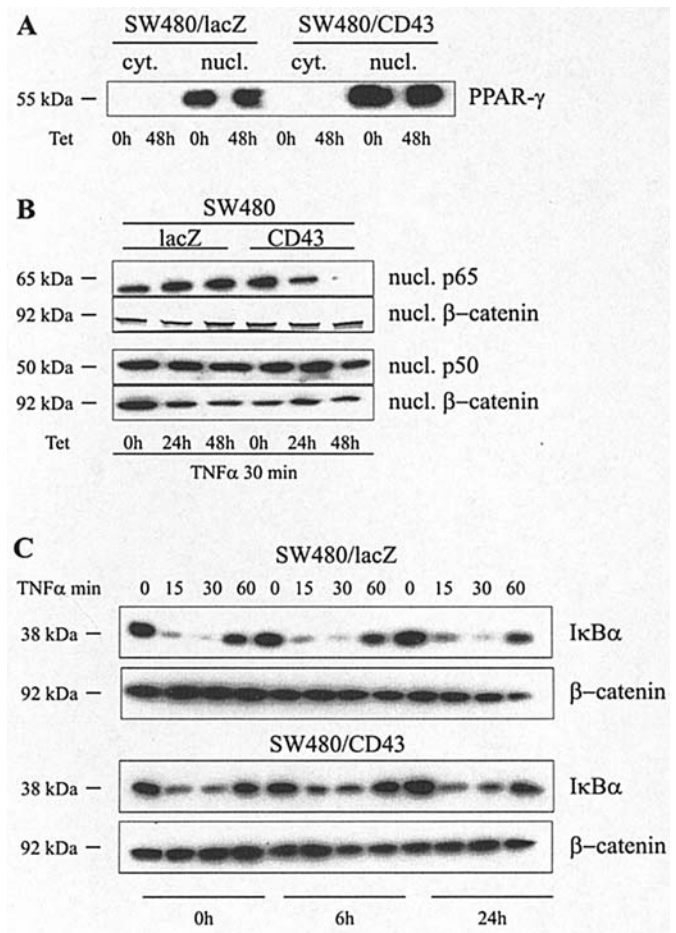 A
SW480/lacZ SW480/CD43
cyt. nucl. cyt. nucl.
55 kDa PPAR-γ
Tet 0h 48h 0h 48h 0h 48h 0h 48h
B
SW480
lacZ CD43
65 kDa nucl. p65
92 kDa nucl. β–catenin
50 kDa nucl. p50
92 kDa nucl. β–catenin
Tet 0h 24h 48h 0h 24h 48h
TNFα 30 min
C
SW480/lacZ
TNFα min 0 15 30 60 0 15 30 60 0 15 30 60
38 kDa IκBα
92 kDa β–catenin
SW480/CD43
38 kDa IκBα
92 kDa β–catenin
0h 6h 24h